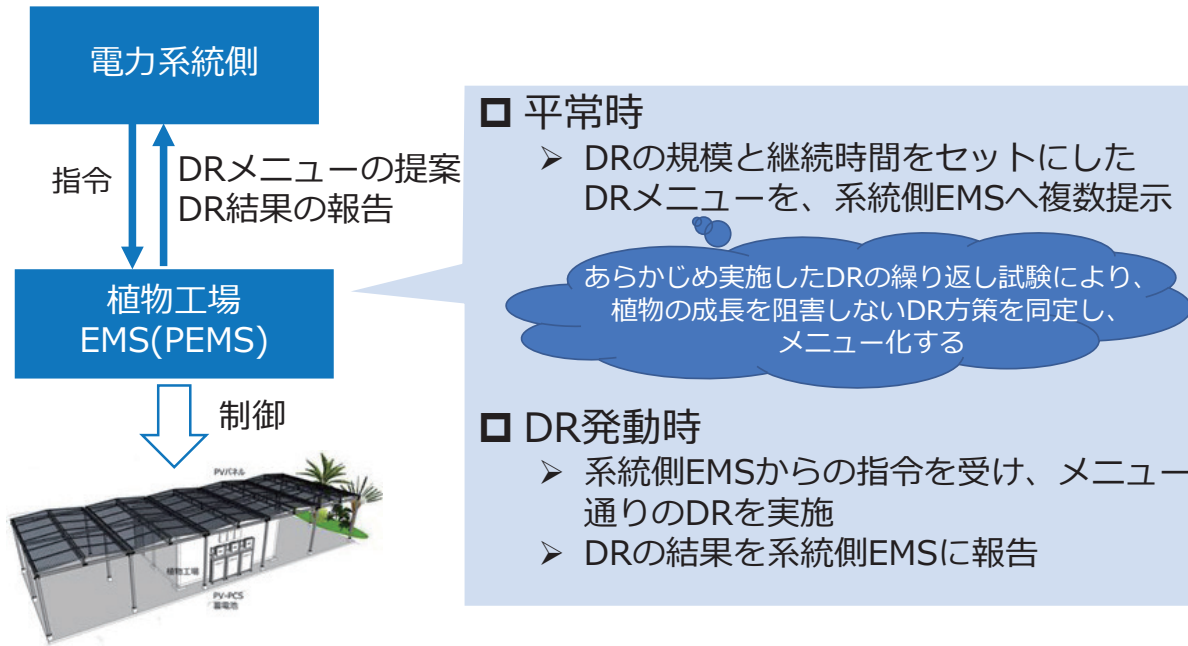 電力系統側
指令
DRメニューの提案
DR結果の報告
植物工場
EMS(PEMS)
制御
PVパネル
植物工場
PV-PCS
蓄電池
平常時
DRの規模と継続時間をセットにした
DRメニューを、系統側EMSへ複数提示
あらかじめ実施したDRの繰り返し試験により、
植物の成長を阻害しないDR方策を同定し、
メニュー化する
DR発動時
系統側EMSからの指令を受け、メニュー
通りのDRを実施
DRの結果を系統側EMSに報告